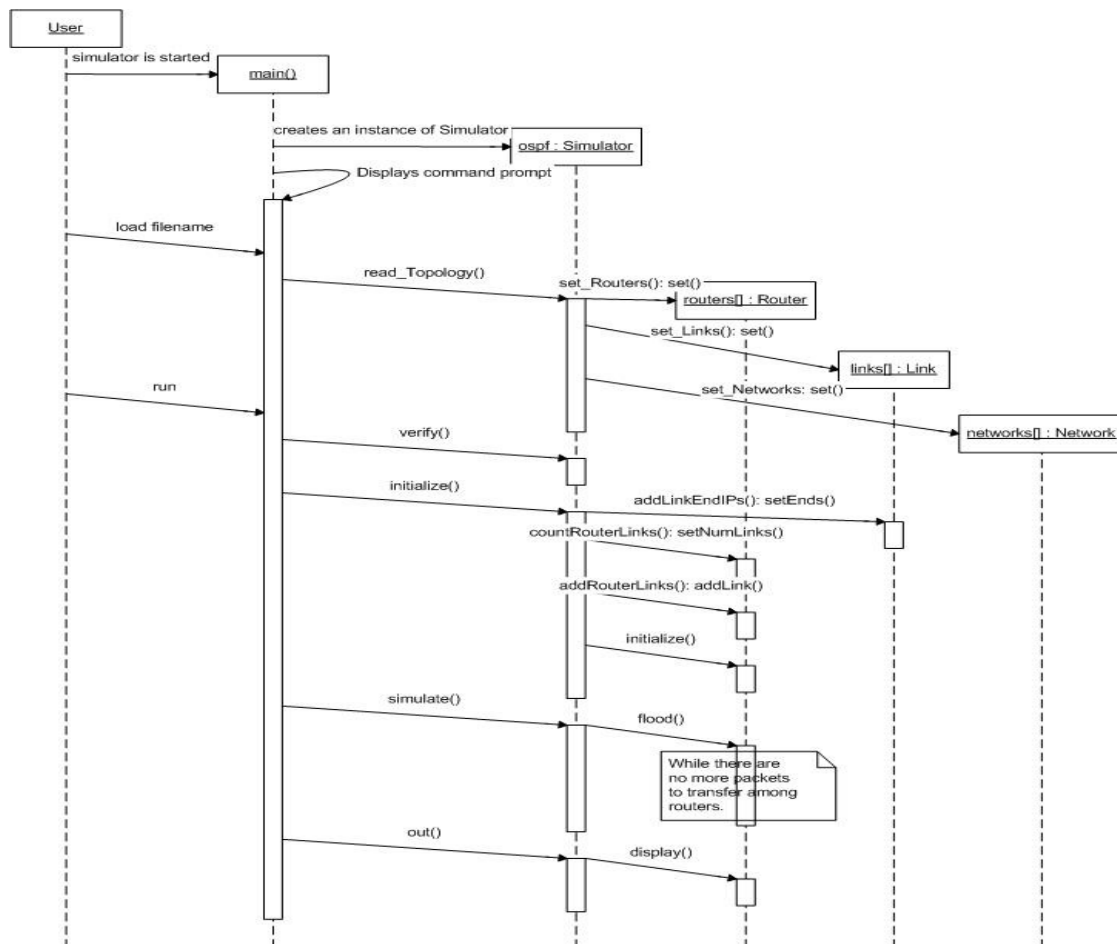 User
simulator is started
main()
creates an instance of Simulator
ospf : Simulator
Displays command prompt
load filename
read_Topology()
set_Routers(): set()
routers[] : Router
set_Links(): set()
links[] : Link
run
set_Networks: set()
networks[] : Network
verify()
initialize()
addLinkEndIPs(): setEnds()
countRouterLinks(): setNumLinks()
addRouterLinks(): addLink()
initialize()
simulate()
flood()
While there are
no more packets
to transfer among
routers.
out()
display()